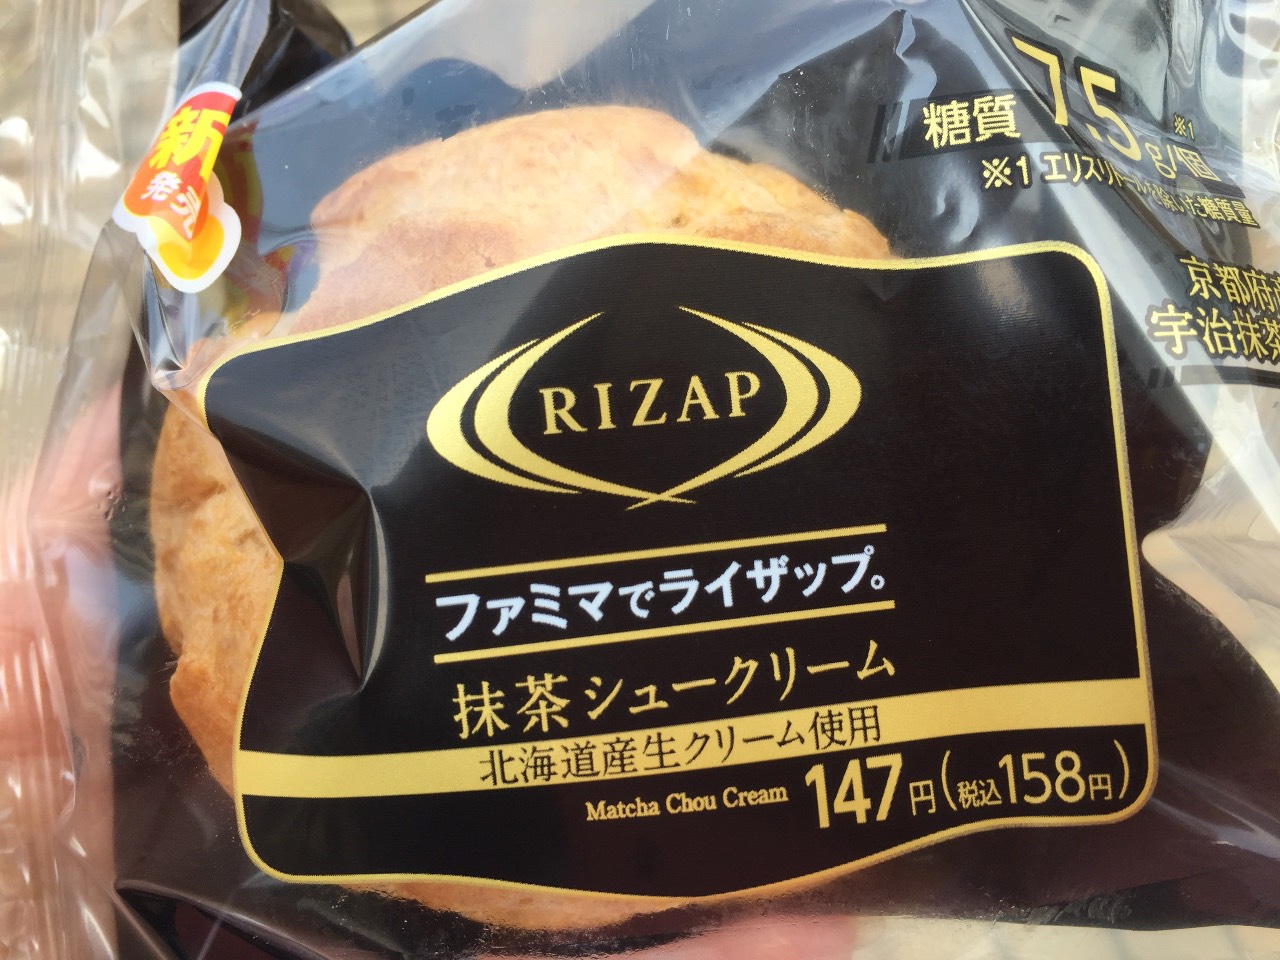 新
発売
糖質 7.5g/個 ※1
※1 エリスリトールを除いた糖質量
京都府
宇治抹茶
RIZAP
ファミマでライザップ。
抹茶シュークリーム
北海道産生クリーム使用
Matcha Chou Cream 147円(税込158円)